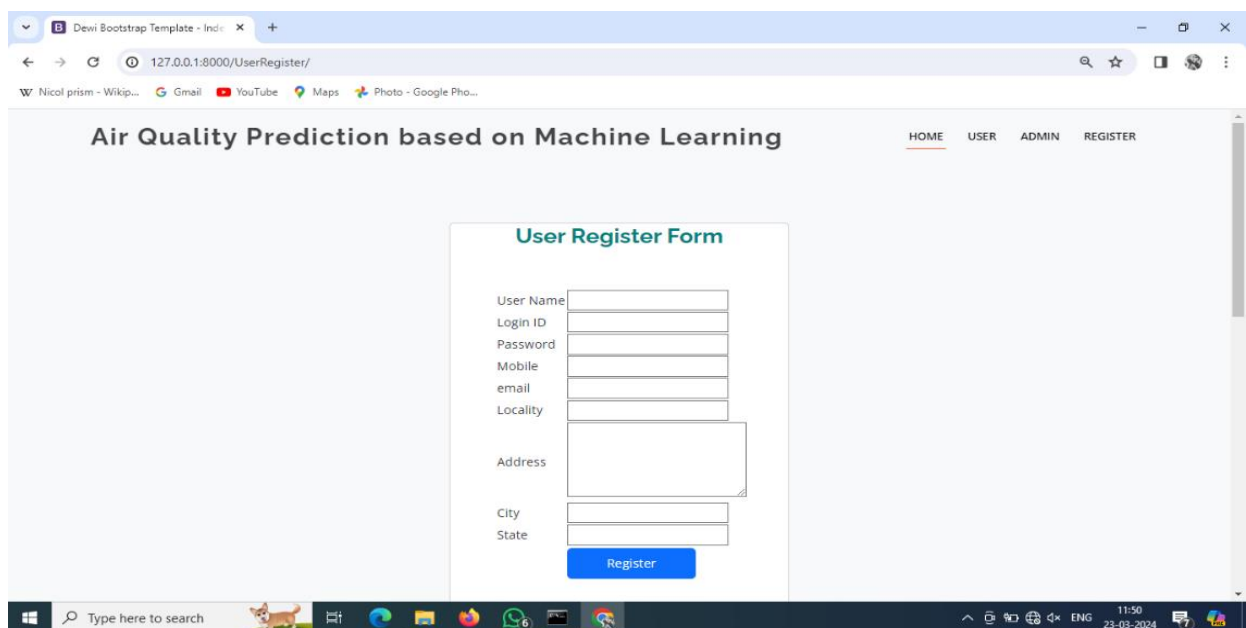 Dewi Bootstrap Template - Inde
127.0.0.1:8000/UserRegister/
W Nicol prism - Wikip... G Gmail YouTube Maps Photo - Google Pho...
Air Quality Prediction based on Machine Learning
HOME USER ADMIN REGISTER
User Register Form
User Name
Login ID
Password
Mobile
email
Locality
Address
City
State
Register
Type here to search
6
ENG
11:50
23-03-2024
7